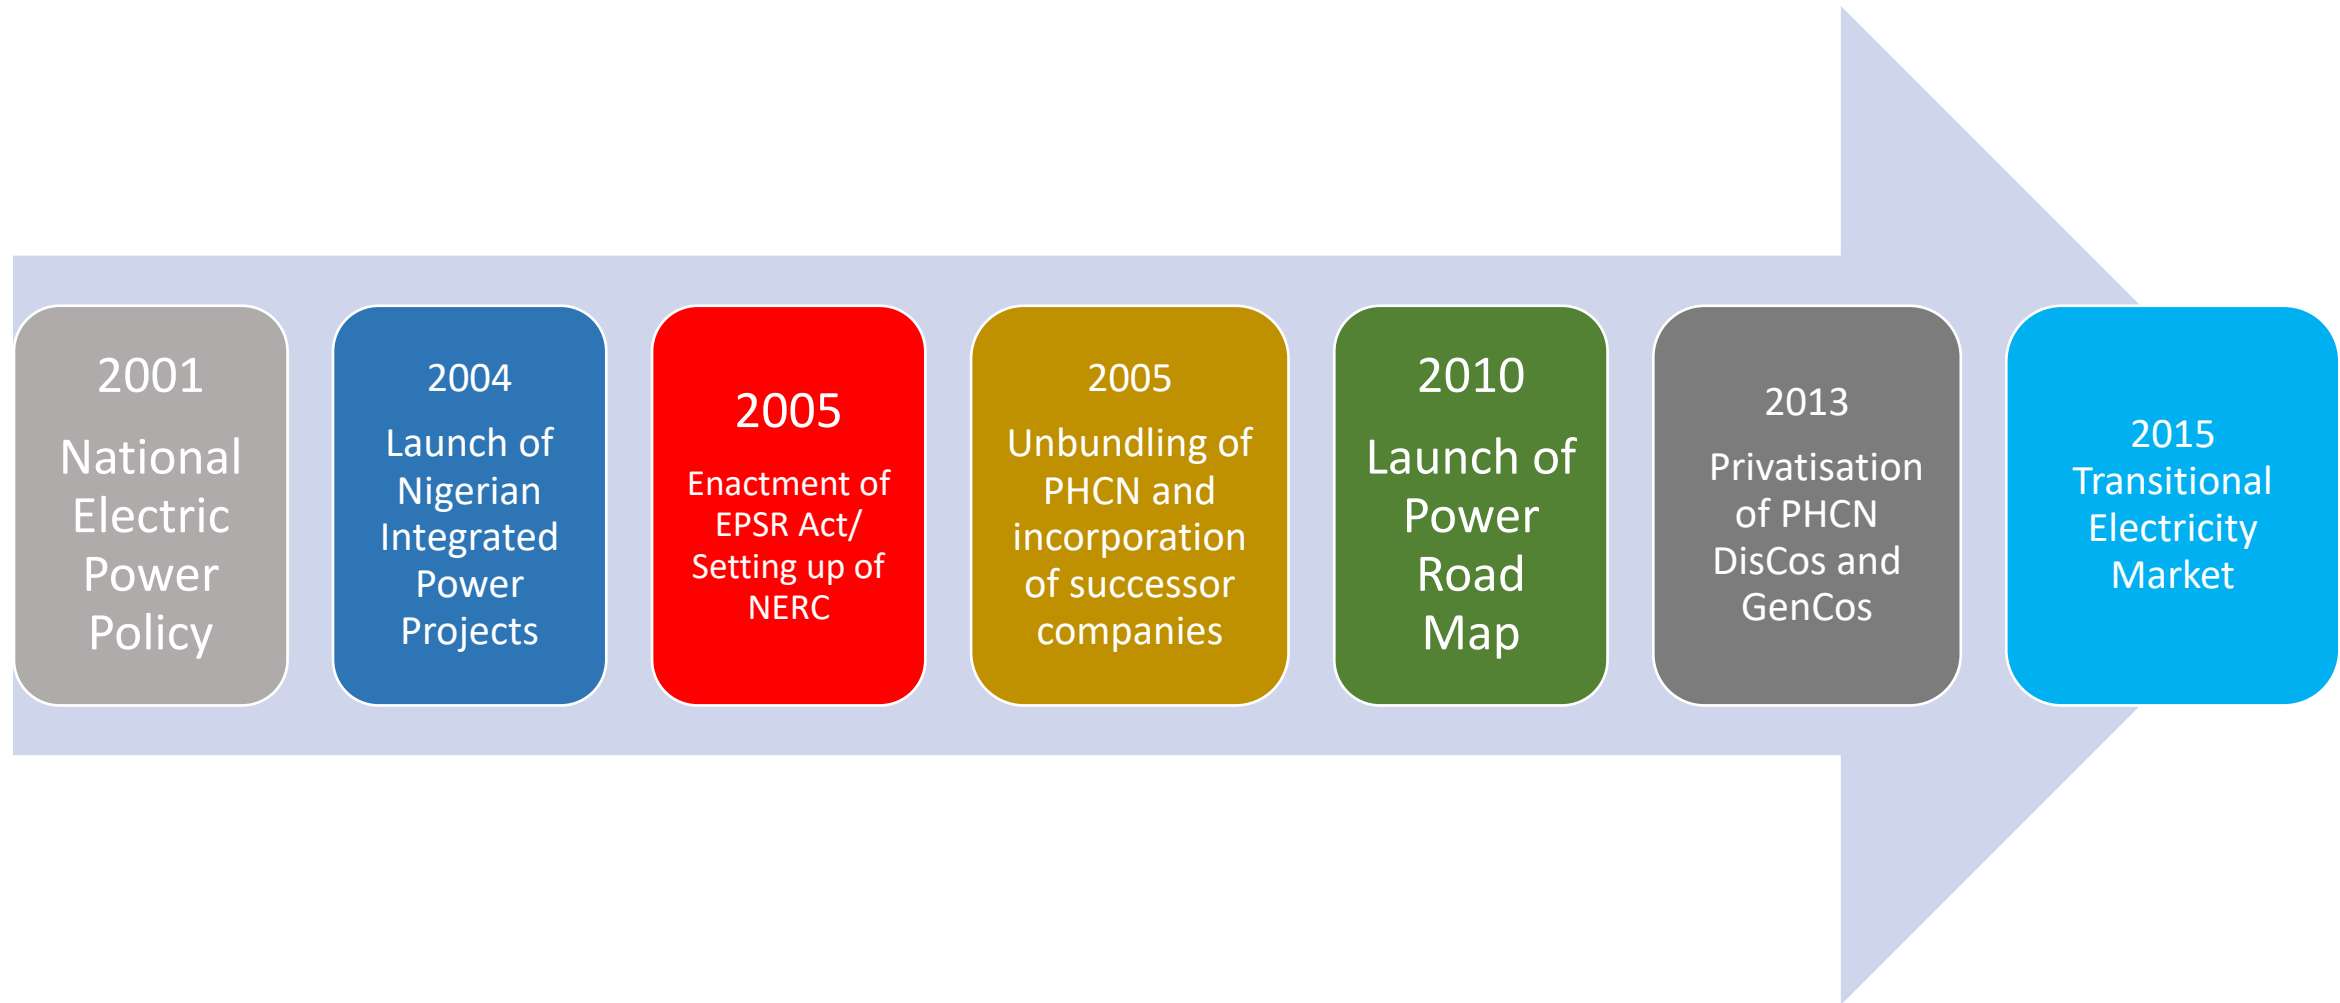 2001
National
Electric
Power
Policy
2004
Launch of
Nigerian
Integrated
Power
Projects
2005
Enactment of
EPSR Act/
Setting up of
NERC
2005
Unbundling of
PHCN and
incorporation
of successor
companies
2010
Launch of
Power
Road
Map
2013
Privatisation
of PHCN
DisCos and
GenCos
2015
Transitional
Electricity
Market